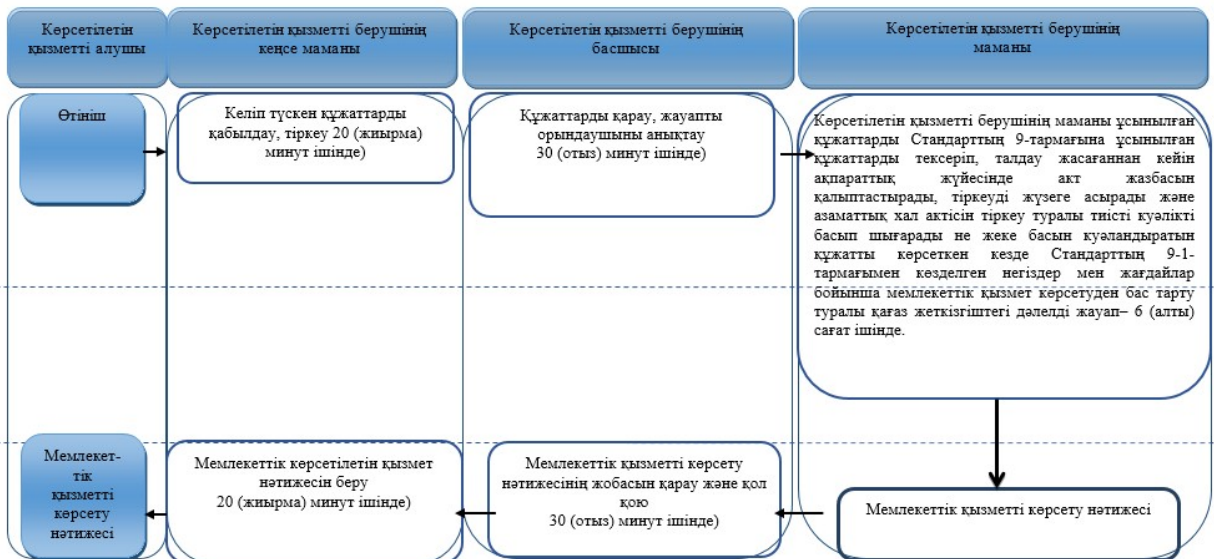 Көрсетілетін
қызметті алушы
Көрсетілетін қызметті берушінің
кеңсе маманы
Көрсетілетін қызметті берушінің
басшысы
Көрсетілетін қызметті берушінің
маманы
Өтініш
Келіп түскен құжаттарды
қабылдау, тіркеу 20 (жиырма)
минут ішінде)
Құжаттарды қарау, жауапты
орындаушыны анықтау
30 (отыз) минут ішінде)
Көрсетілетін қызметті берушінің маманы ұсынылған
құжаттарды Стандарттың 9-тармағына ұсынылған
құжаттарды тексеріп, талдау жасағаннан кейін
ақпараттық жүйесінде акт жазбасын
қалыптастырады, тіркеуді жүзеге асырады және
азаматтық хал актісін тіркеу туралы тиісті куәлікті
басып шығарады не жеке басын куәландыратын
құжатты көрсеткен кезде Стандарттың 9-1-
тармағымен көзделген негіздер мен жағдайлар
бойынша мемлекеттік қызмет көрсетуден бас тарту
туралы қағаз жеткізгіштегі дәлелді жауап– 6 (алты)
сағат ішінде.
Мемлекет-
тік
қызметті
көрсету
нәтижесі
Мемлекеттік көрсетілетін қызмет
нәтижесін беру
20 (жиырма) минут ішінде)
Мемлекеттік қызметті көрсету
нәтижесінің жобасын қарау және қол
қою
30 (отыз) минут ішінде)
Мемлекеттік қызметті көрсету нәтижесі